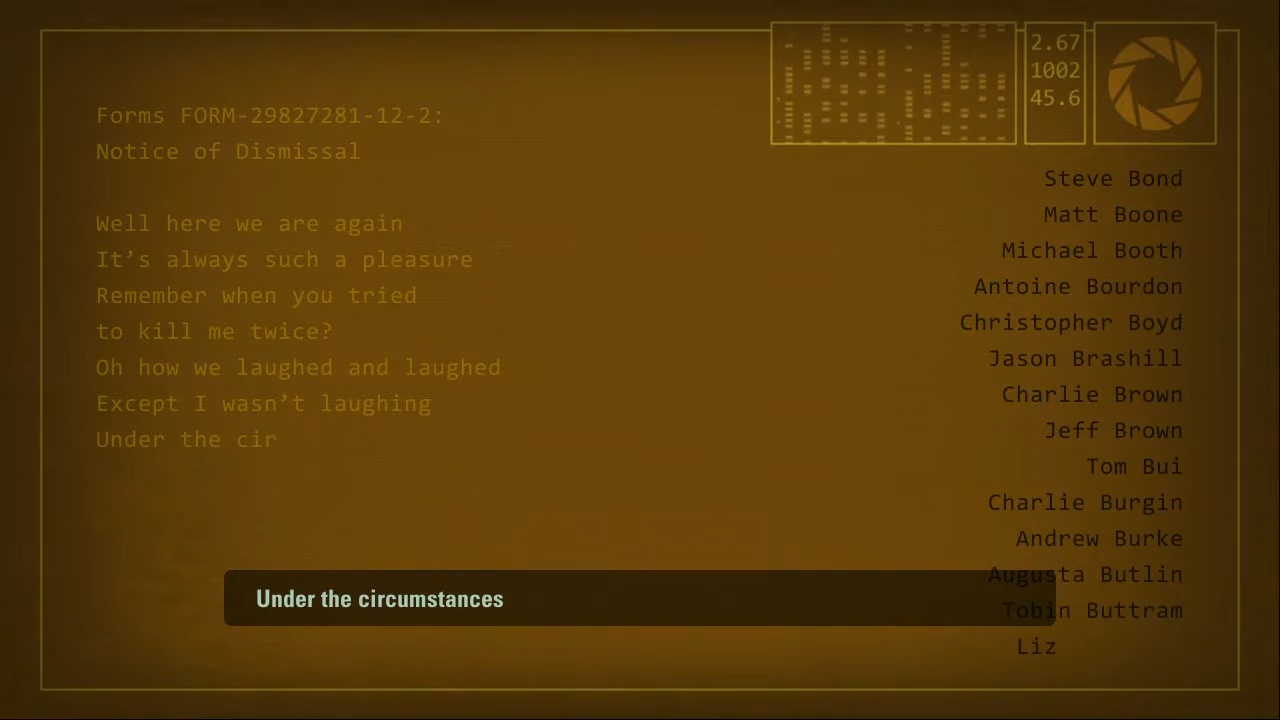 2.67
1002
45.6
Forms FORM-29827281-12-2:
Notice of Dismissal
Well here we are again
It’s always such a pleasure
Remember when you tried
to kill me twice?
Oh how we laughed and laughed
Except I wasn’t laughing
Under the cir
Steve Bond
Matt Boone
Michael Booth
Antoine Bourdon
Christopher Boyd
Jason Brashill
Charlie Brown
Jeff Brown
Tom Bui
Charlie Burgin
Andrew Burke
Augusta Butlin
Tobin Buttram
Liz
Under the circumstances